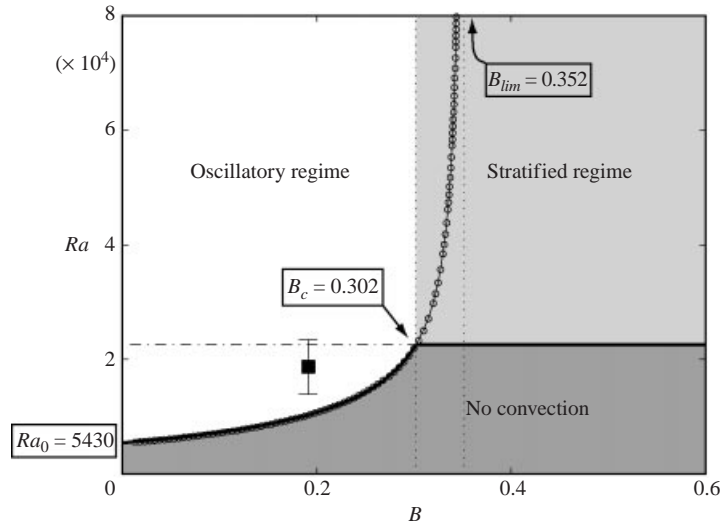 8
(× 10⁴)
B_lim = 0.352
Oscillatory regime
Stratified regime
Ra
4
B_c = 0.302
2
No convection
Ra₀ = 5430
0
0.2
0.4
0.6
B